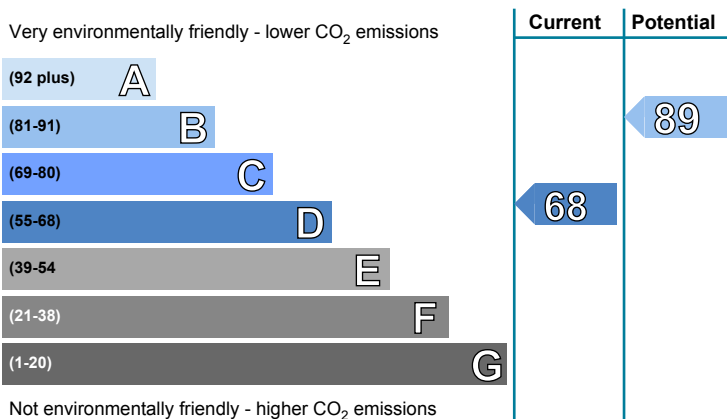 Current Potential
Very environmentally friendly - lower CO2 emissions
(92 plus) A
(81-91) B
89
(69-80) C
(55-68) D
68
(39-54 E
(21-38) F
(1-20) G
Not environmentally friendly - higher CO2 emissions